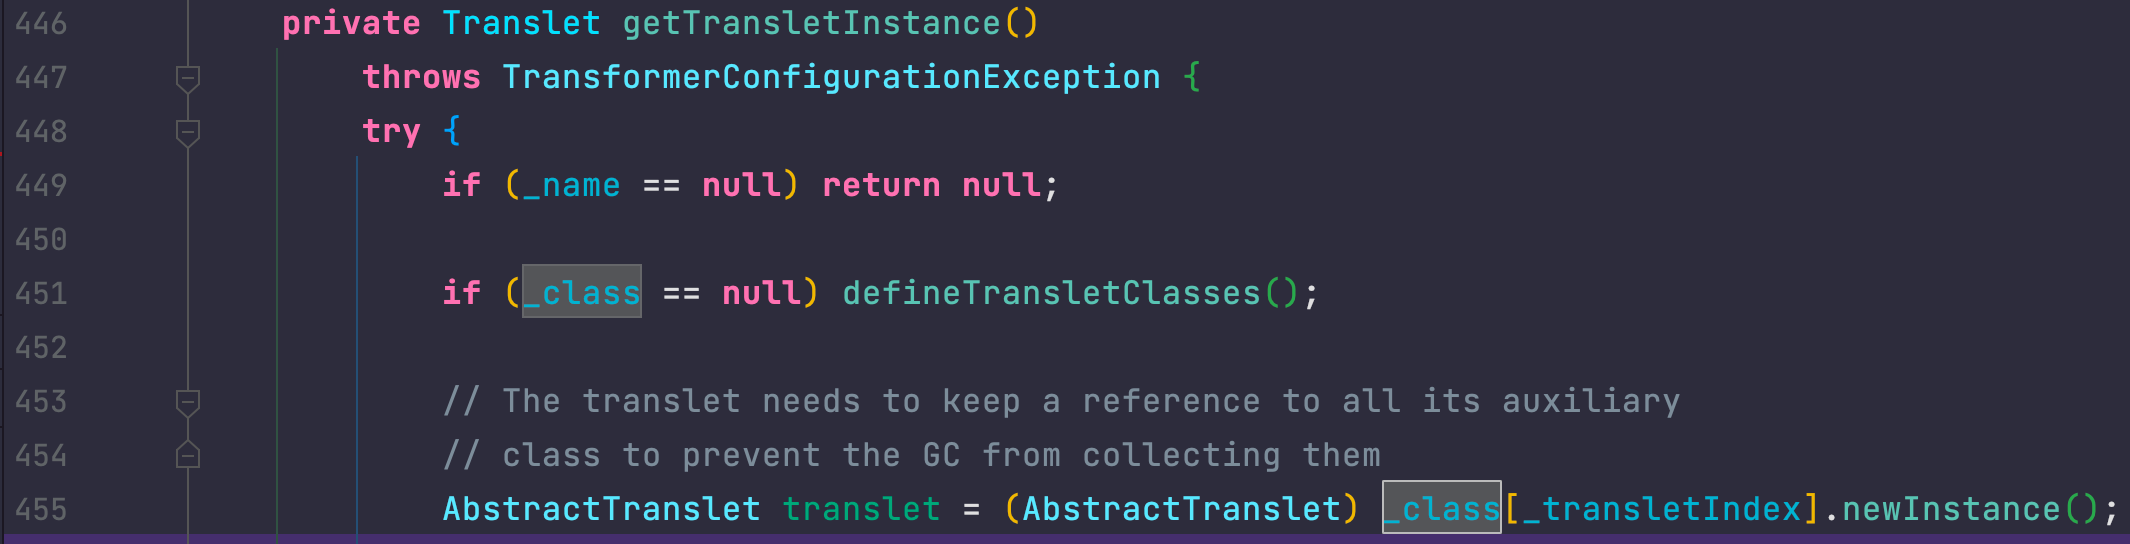 446 private Translet getTransletInstance()
447 throws TransformerConfigurationException {
448 try {
449 if (_name == null) return null;
450
451 if (_class == null) defineTransletClasses();
452
453 // The translet needs to keep a reference to all its auxiliary
454 // class to prevent the GC from collecting them
455 AbstractTranslet translet = (AbstractTranslet) _class[_transletIndex].newInstance();